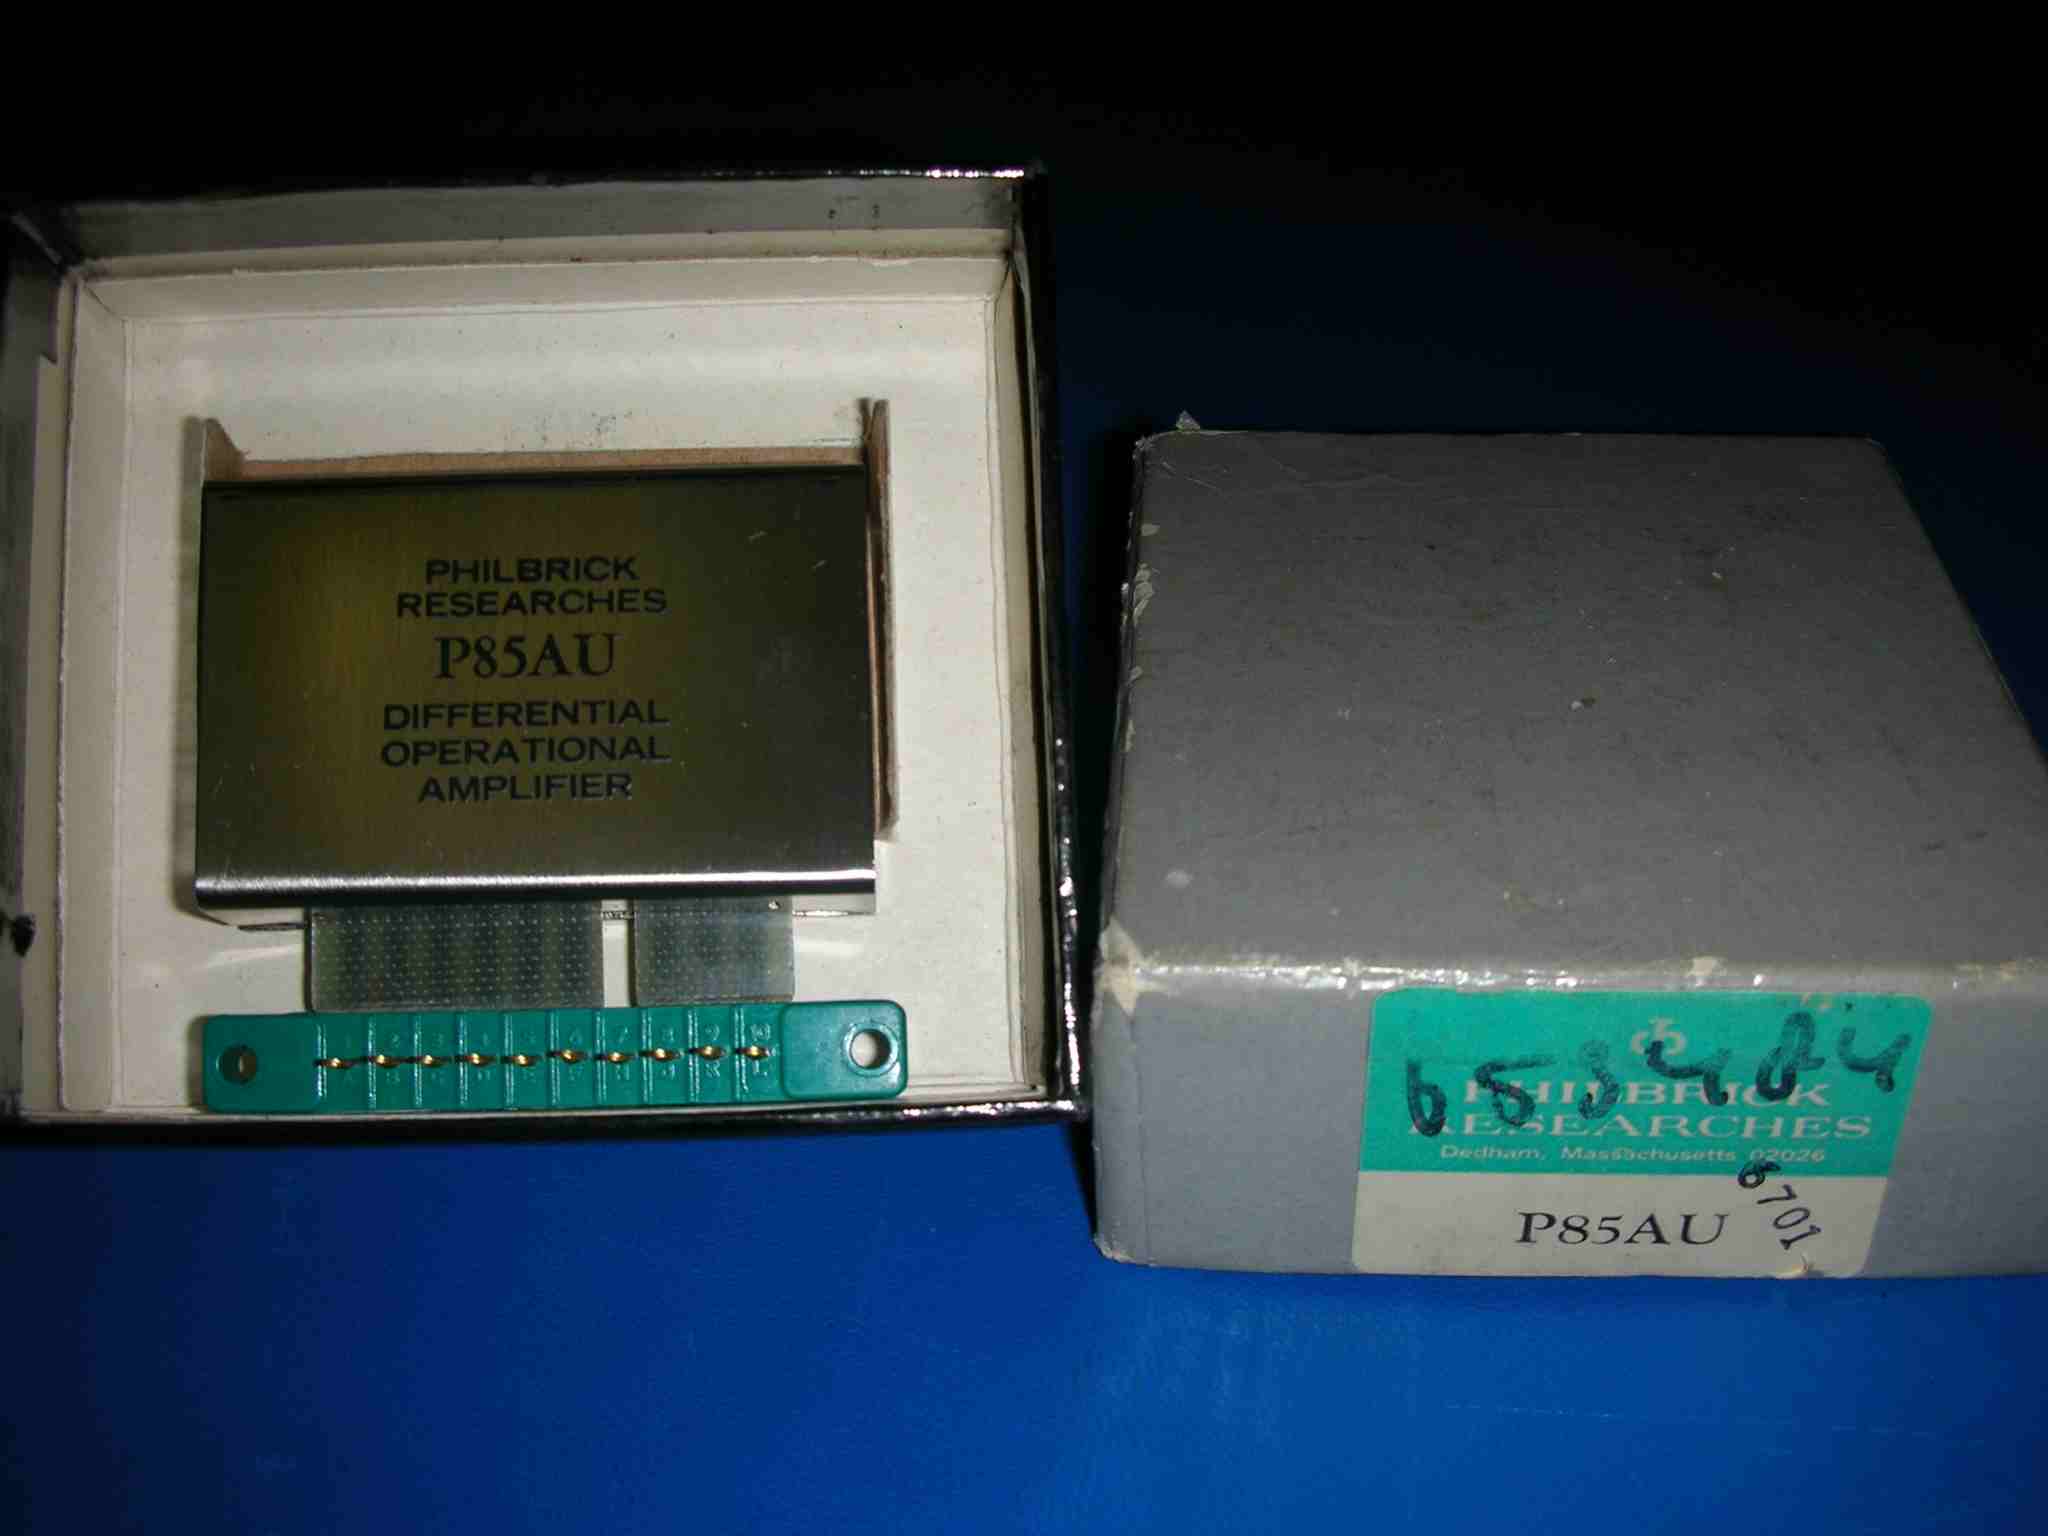 PHILBRICK
RESEARCHES
P85AU
DIFFERENTIAL
OPERATIONAL
AMPLIFIER
653484
PHILBRICK
RESEARCHES
Dedham, Massachusetts 02026
6701
P85AU